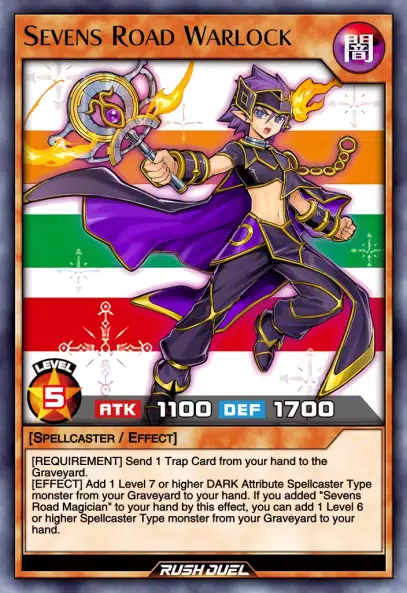 Sevens Road Warlock
闇
LEVEL
5
ATK 1100 DEF 1700
[Spellcaster / Effect]
[REQUIREMENT] Send 1 Trap Card from your hand to the
Graveyard.
[EFFECT] Add 1 Level 7 or higher DARK Attribute Spellcaster Type
monster from your Graveyard to your hand. If you added "Sevens
Road Magician" to your hand by this effect, you can add 1 Level 6
or higher Spellcaster Type monster from your Graveyard to your
hand.
RUSH DUEL